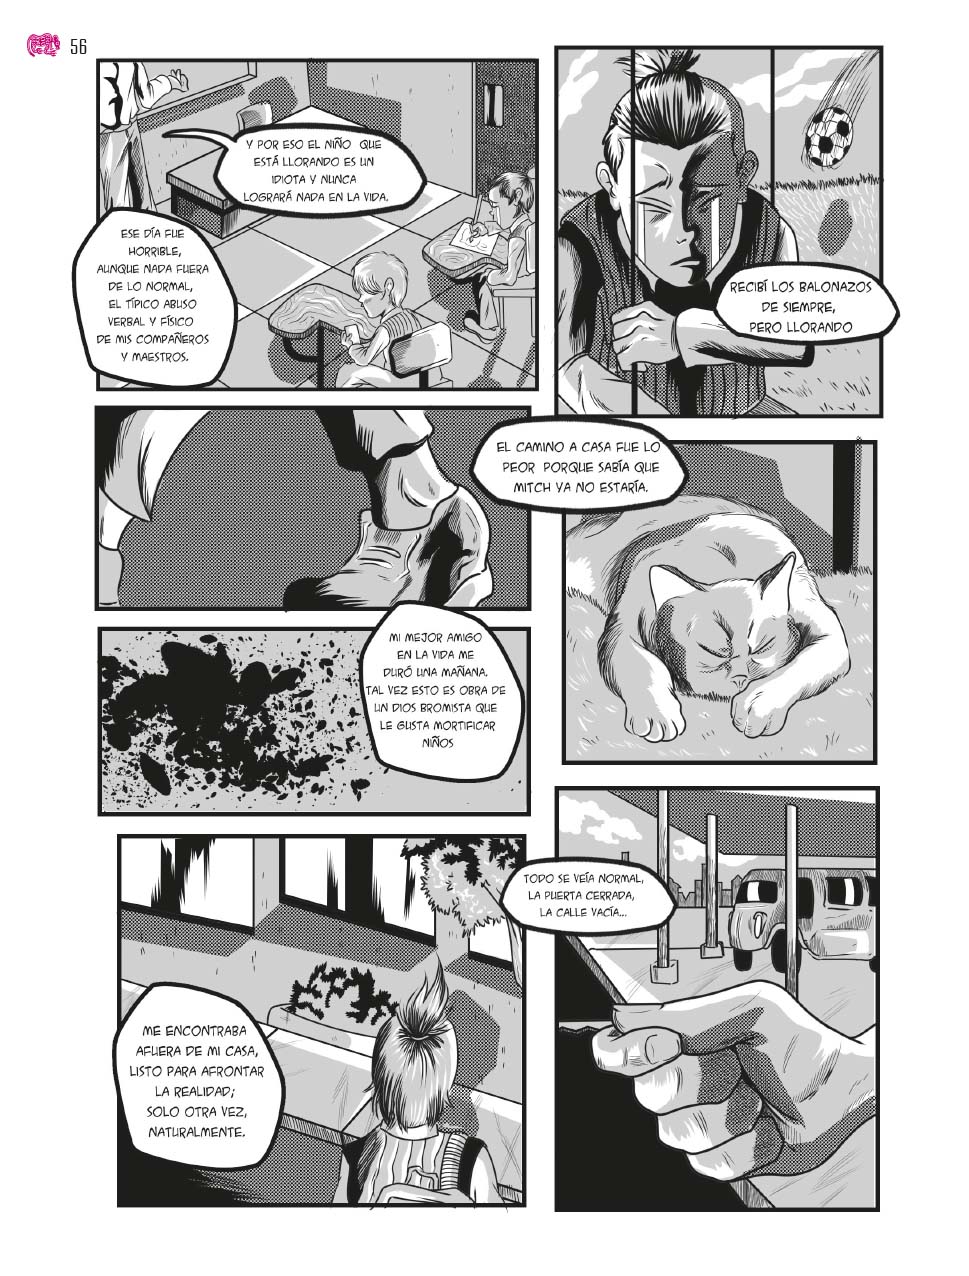 56
Y POR ESO EL NIÑO QUE
ESTÁ LLORANDO ES UN
IDIOTA Y NUNCA
LOGRARÁ NADA EN LA VIDA.
ESE DÍA FUE
HORRIBLE,
AUNQUE NADA FUERA
DE LO NORMAL,
EL TÍPICO ABUSO
VERBAL Y FÍSICO
DE MIS COMPAÑEROS
Y MAESTROS.
RECIBÍ LOS BALONAZOS
DE SIEMPRE,
PERO LLORANDO
EL CAMINO A CASA FUE LO
PEOR PORQUE SABÍA QUE
MITCH YA NO ESTARÍA.
MI MEJOR AMIGO
EN LA VIDA ME
DURÓ UNA MAÑANA.
TAL VEZ ESTO ES OBRA DE
UN DIOS BROMISTA QUE
LE GUSTA MORTIFICAR
NIÑOS
ME ENCONTRABA
AFUERA DE MI CASA,
LISTO PARA AFRONTAR
LA REALIDAD;
SOLO OTRA VEZ,
NATURALMENTE.
TODO SE VEÍA NORMAL,
LA PUERTA CERRADA,
LA CALLE VACÍA...